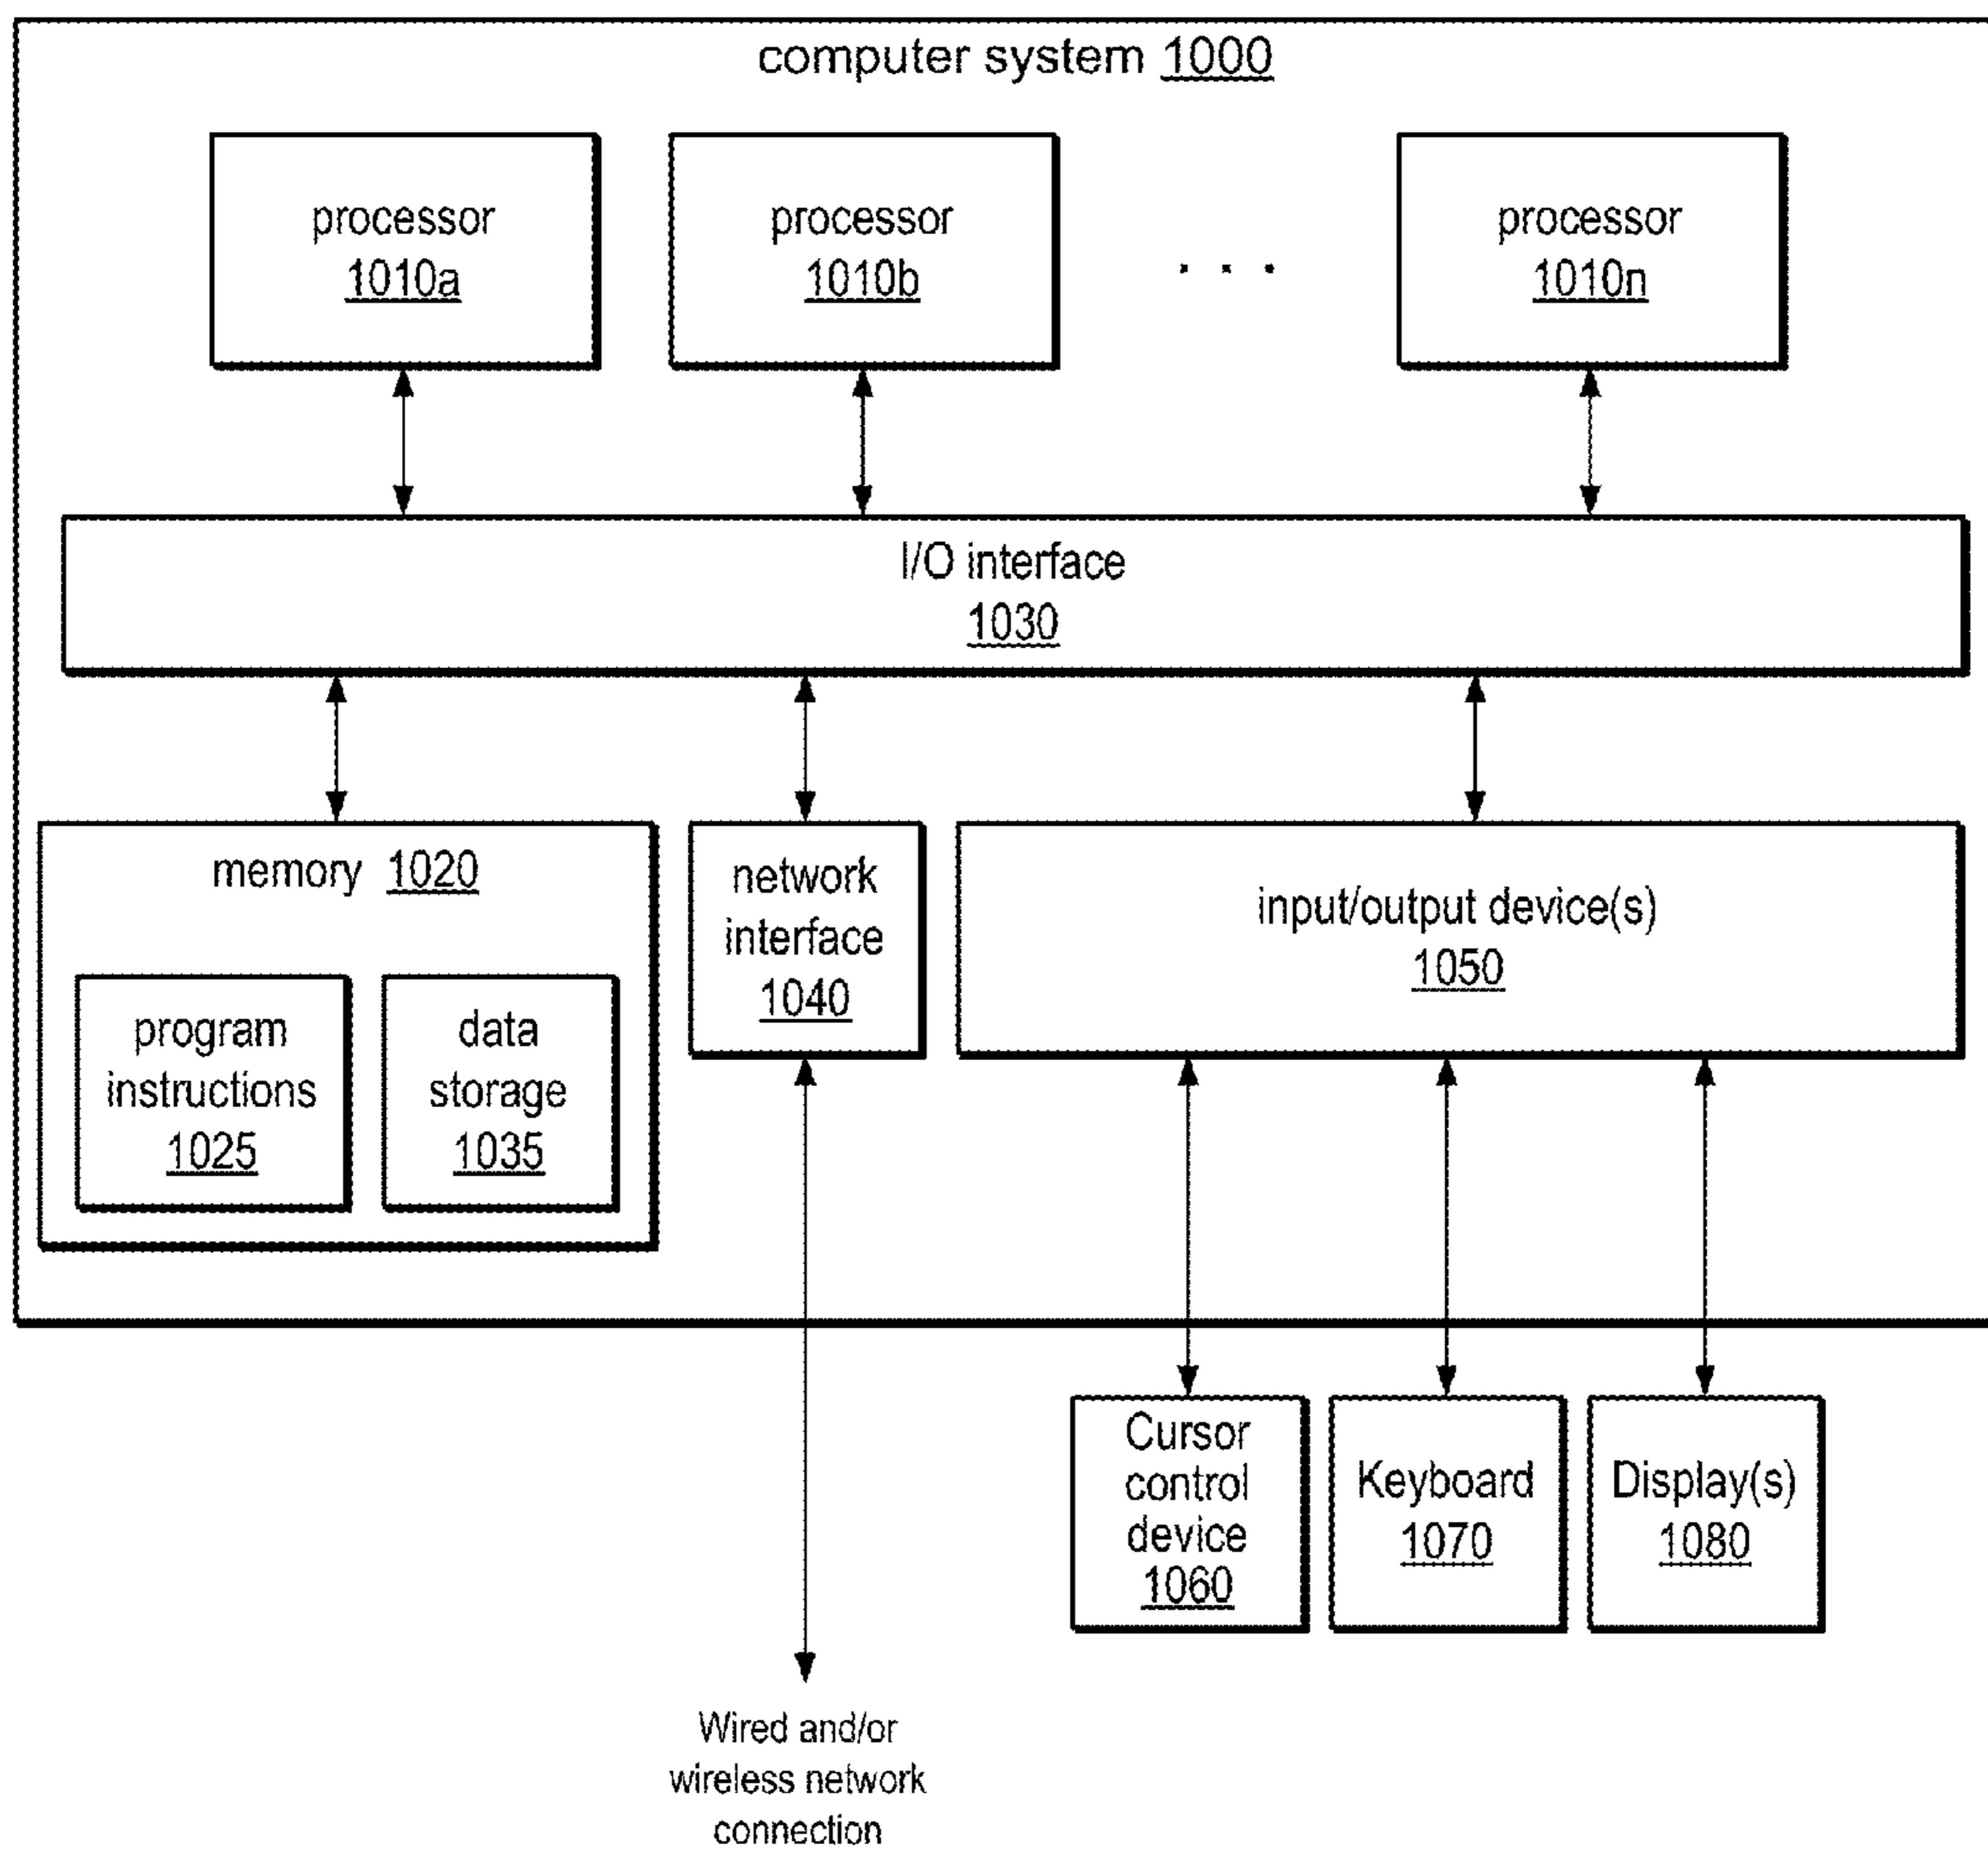 computer system 1000
processor
1010a
processor
1010b
. . .
processor
1010n
I/O interface
1030
memory 1020
program
instructions
1025
data
storage
1035
network
interface
1040
input/output device(s)
1050
Cursor
control
device
1060
Keyboard
1070
Display(s)
1080
Wired and/or
wireless network
connection